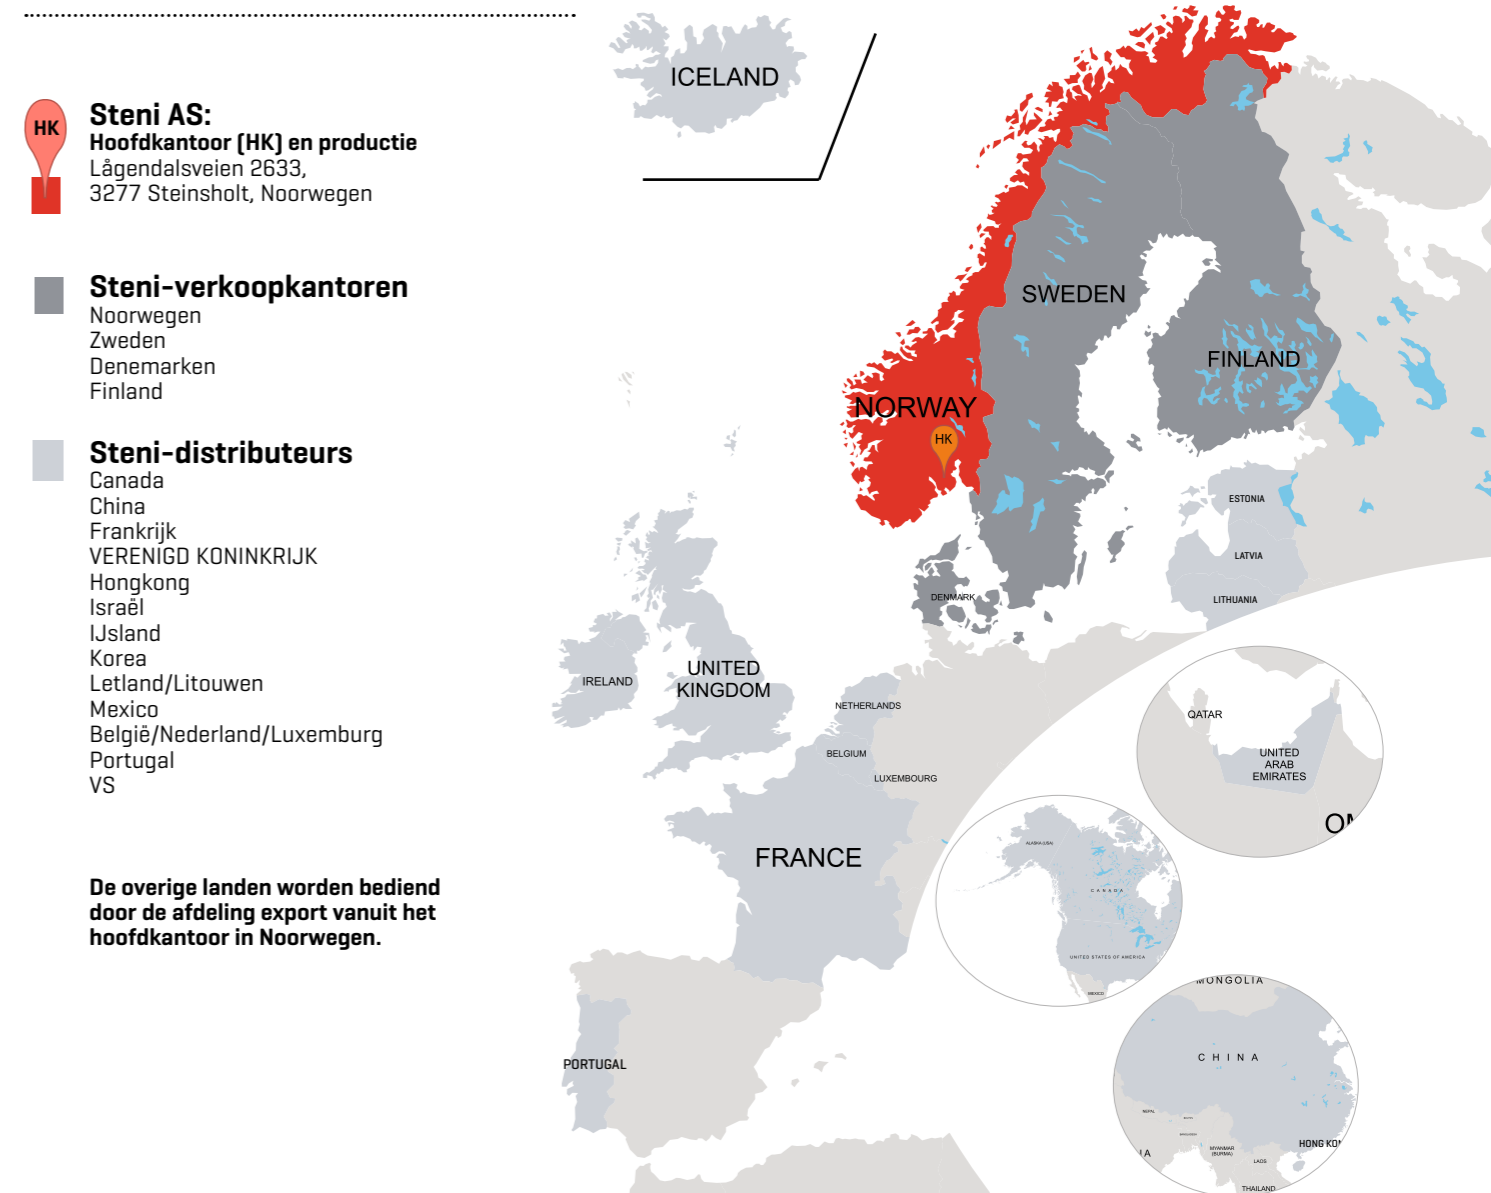 HK
Steni AS:
Hoofdkantoor (HK) en productie
Lågendalsveien 2633,
3277 Steinsholt, Noorwegen
Steni-verkoopkantoren
Noorwegen
Zweden
Denemarken
Finland
Steni-distributeurs
Canada
China
Frankrijk
VERENIGD KONINKRIJK
Hongkong
Israël
IJsland
Korea
Letland/Litouwen
Mexico
België/Nederland/Luxemburg
Portugal
VS
De overige landen worden bediend
door de afdeling export vanuit het
hoofdkantoor in Noorwegen.
ICELAND
SWEDEN
FINLAND
NORWAY
HK
ESTONIA
LATVIA
LITHUANIA
DENMARK
IRELAND
UNITED
KINGDOM
NETHERLANDS
BELGIUM
LUXEMBOURG
FRANCE
PORTUGAL
QATAR
UNITED
ARAB
EMIRATES
ALASKA (USA)
CANADA
UNITED STATES OF AMERICA
MEXICO
MONGOLIA
CHINA
NEPAL
MYANMAR
(BURMA)
LAOS
THAILAND
HONG KO